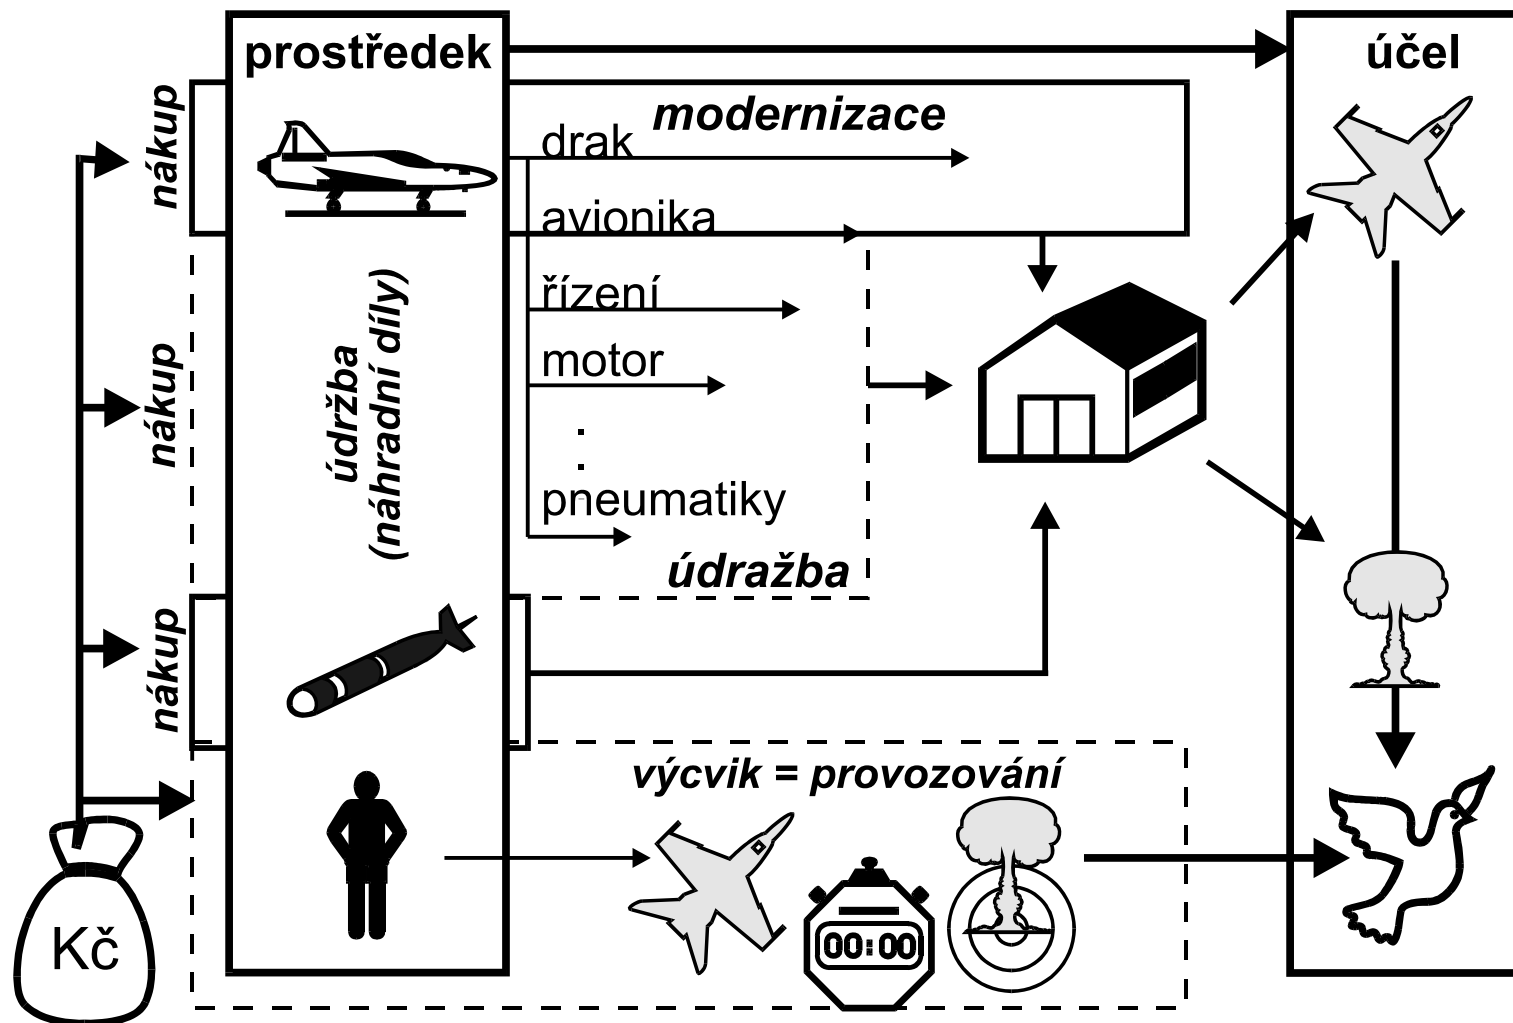 prostředek
účel
nákup
modernizace
drak
avionika
řízení
motor
.
.
pneumatiky
nákup
údržba
(náhradní díly)
údražba
nákup
výcvik = provozování
Kč
00:00